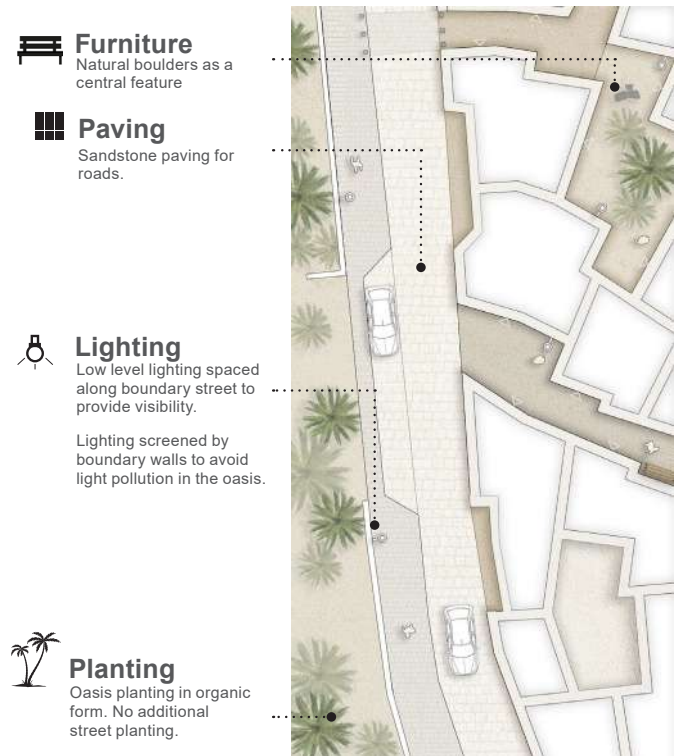 Furniture
Natural boulders as a
central feature
Paving
Sandstone paving for
roads.
Lighting
Low level lighting spaced
along boundary street to
provide visibility.
Lighting screened by
boundary walls to avoid
light pollution in the oasis.
Planting
Oasis planting in organic
form. No additional
street planting.